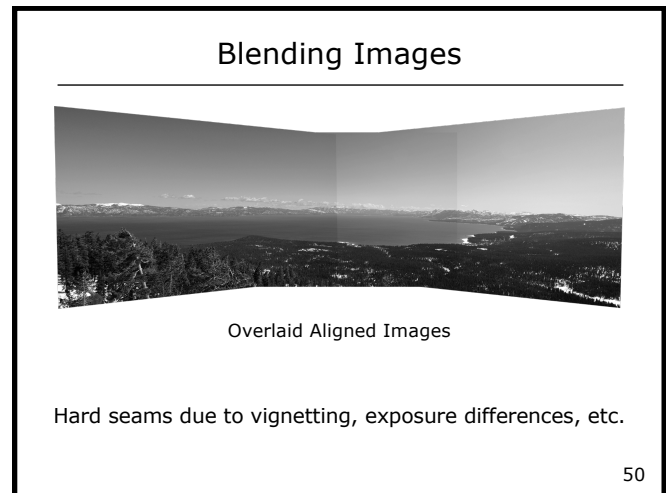 Blending Images
Overlaid Aligned Images
Hard seams due to vignetting, exposure differences, etc.
50